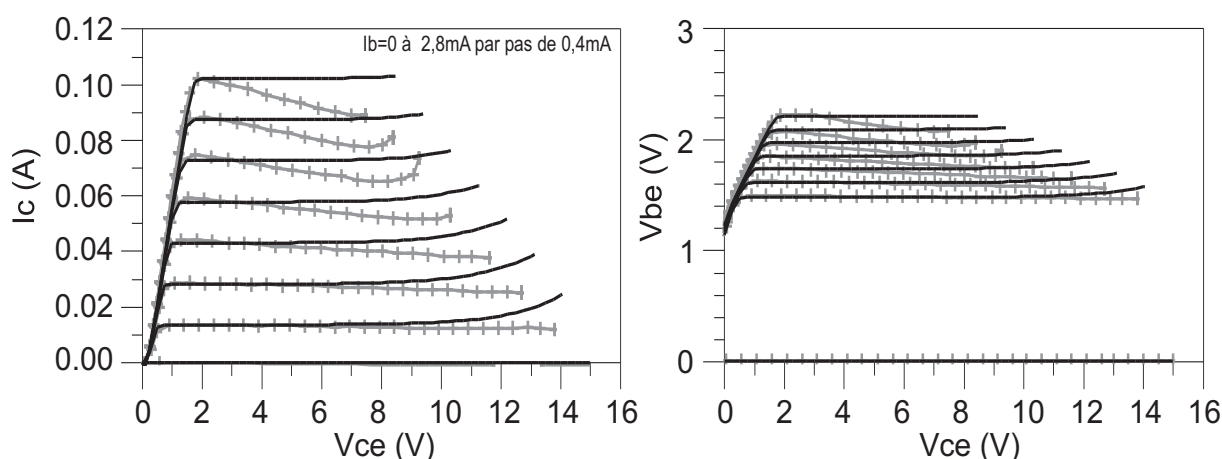 Ib=0 à 2,8mA par pas de 0,4mA
Ic (A)
0.12
0.10
0.08
0.06
0.04
0.02
0.00
0 2 4 6 8 10 12 14 16
Vce (V)
Vbe (V)
3
2
1
0
0 2 4 6 8 10 12 14 16
Vce (V)